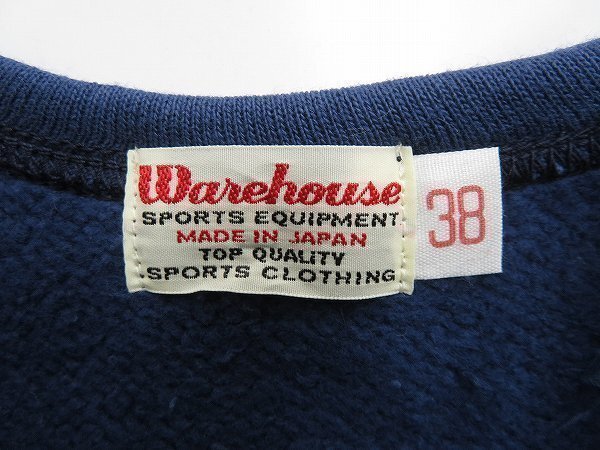 Warehouse
SPORTS EQUIPMENT
MADE IN JAPAN
TOP QUALITY
SPORTS CLOTHING
38